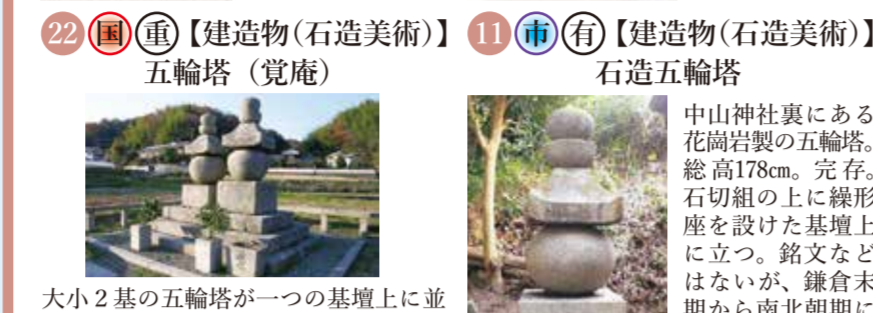 22 国 重 【建造物(石造美術)】
五輪塔（覚庵）
大小２基の五輪塔が一つの基壇上に並
11 市 有 【建造物(石造美術)】
石造五輪塔
中山神社裏にある
花崗岩製の五輪塔。
総高178㎝。完存。
石切組の上に繰形
座を設けた基壇上
に立つ。銘文など
はないが、鎌倉末
期から南北朝期に